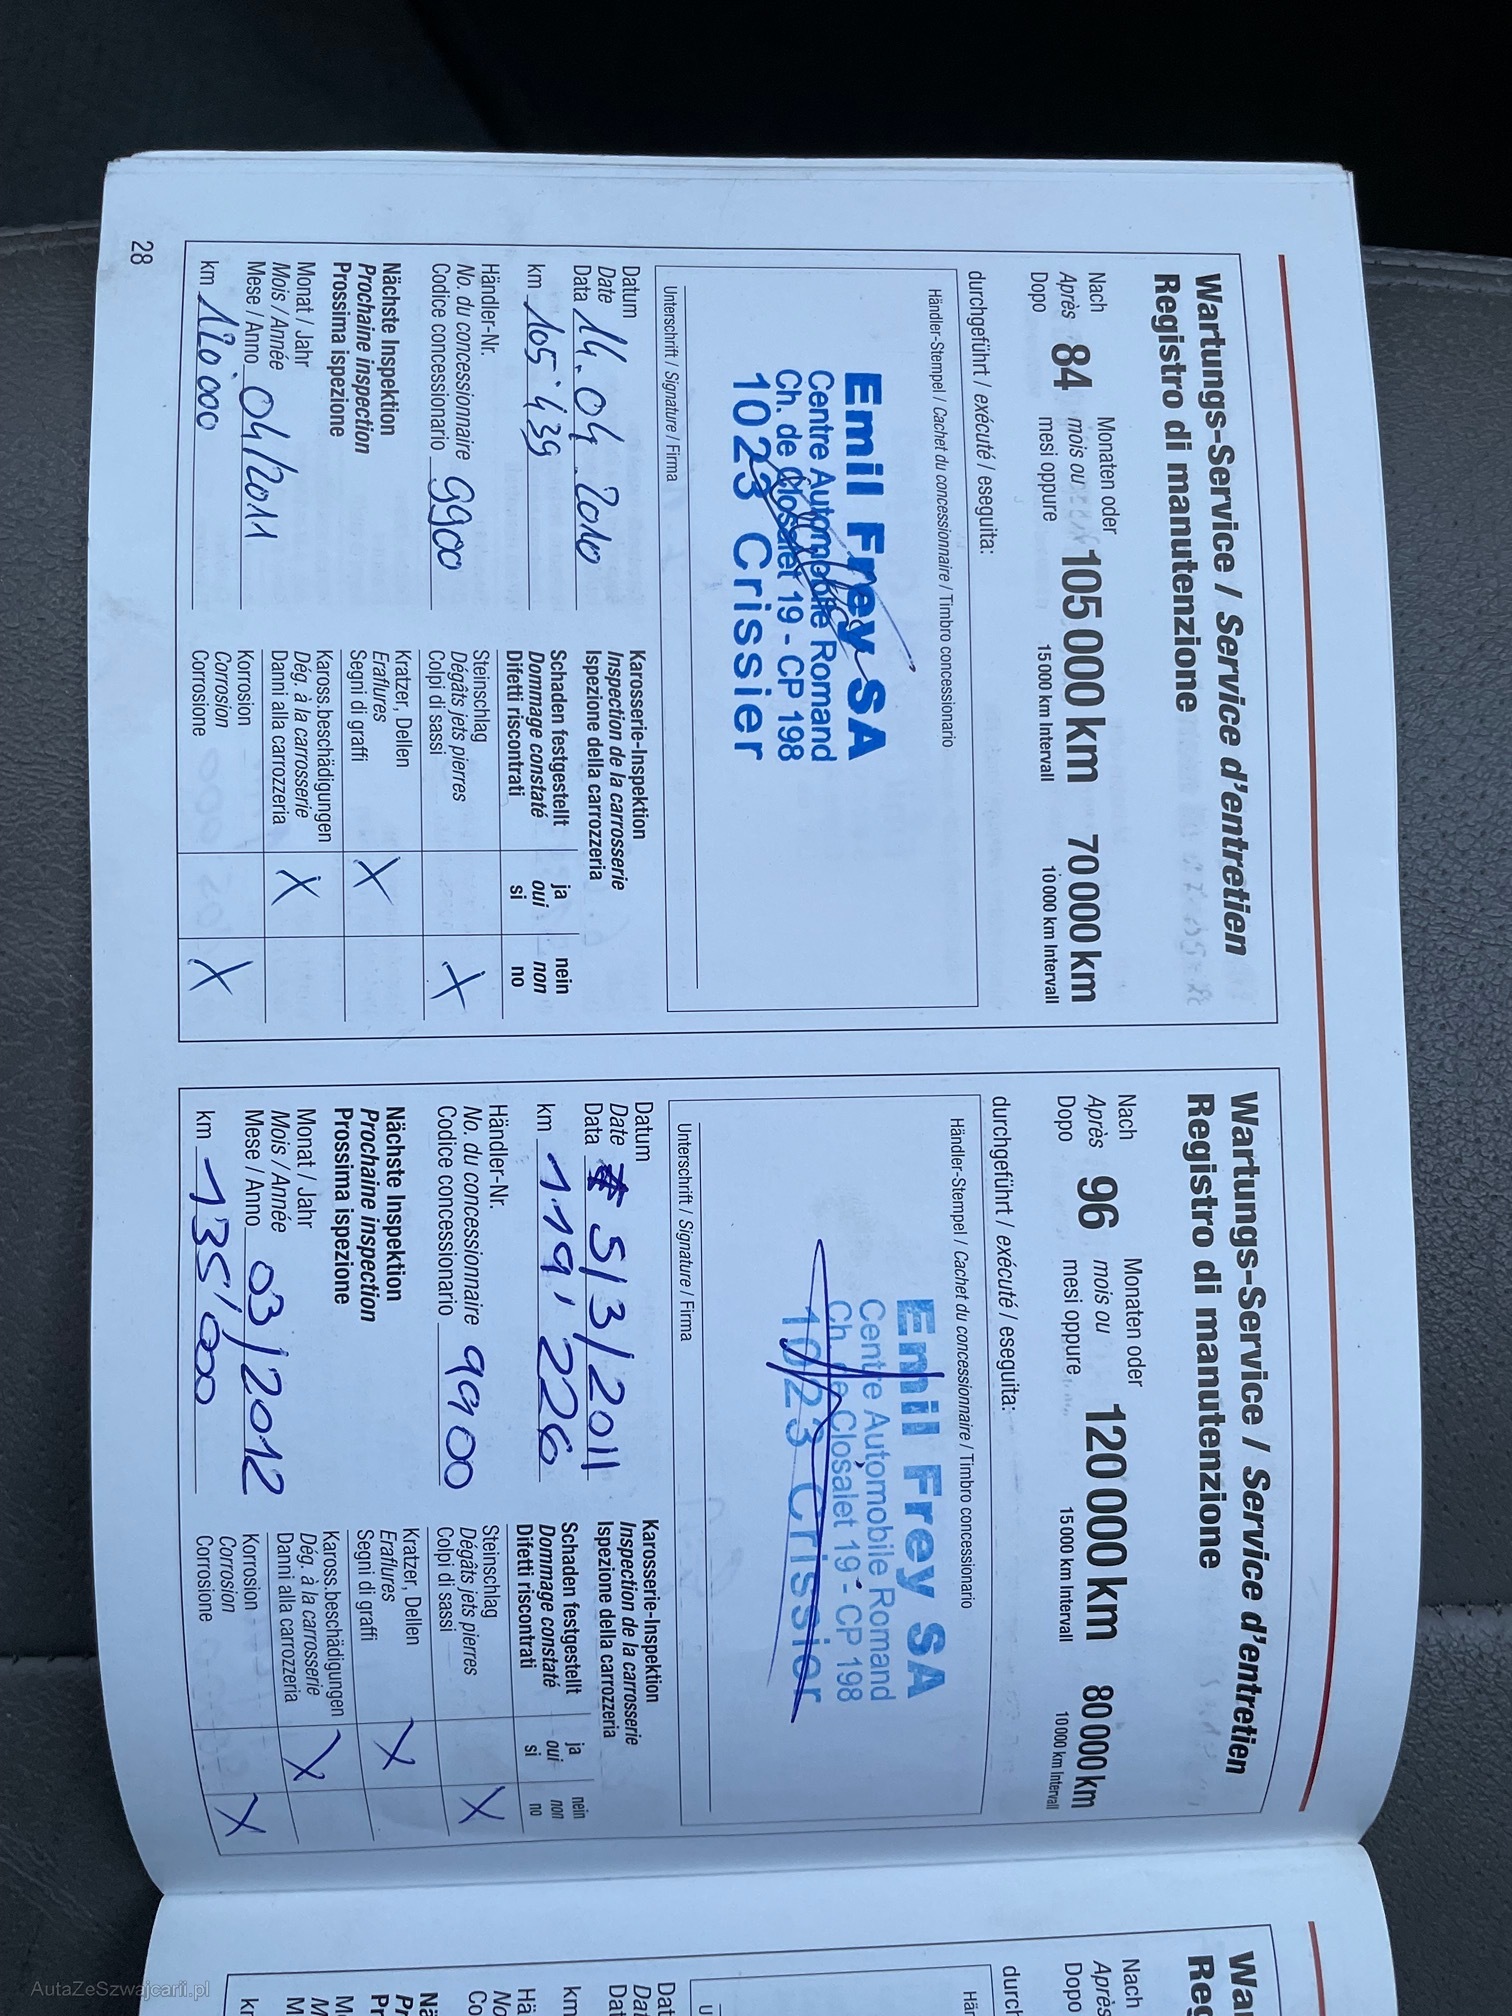 Wartungs-Service / Service d'entretien
Registro di manutenzione
Nach Monaten oder
Après 84 mois ou 105 000 km 70 000 km
Dopo mesi oppure 15 000 km Intervall 10 000 km Intervall
durchgeführt / exécuté / eseguita:
Händler-Stempel / Cachet du concessionnaire / Timbro concessionario
Emil Frey SA
Centre Automobile Romand
Ch. de Closalet 19 - CP 198
1023 Crissier
Unterschrift / Signature / Firma
Datum
Date
Data 14.04.2010
km 105'439
Händler-Nr.
No. du concessionnaire
Codice concessionario 9900
Nächste Inspektion
Prochaine inspection
Prossima ispezione
Monat / Jahr
Mois / Année
Mese / Anno 04/2011
km 120'000
Karosserie-Inspektion
Inspection de la carrosserie
Ispezione della carrozzeria
Schaden festgestellt ja nein
Dommage constaté oui non
Difetti riscontrati si no
Steinschlag
Dégâts jets pierres
Colpi di sassi X
Kratzer, Dellen
Eraflures
Segni di graffi X
Kaross.beschädigungen
Dég. à la carrosserie
Danni alla carrozzeria X
Korrosion
Corrosion
Corrosione X
28
Wartungs-Service / Service d'entretien
Registro di manutenzione
Nach Monaten oder
Après 96 mois ou 120 000 km 80 000 km
Dopo mesi oppure 15 000 km Intervall 10 000 km Intervall
durchgeführt / exécuté / eseguita:
Händler-Stempel / Cachet du concessionnaire / Timbro concessionario
Emil Frey SA
Centre Automobile Romand
Ch. de Closalet 19 - CP 198
1023 Crissier
Unterschrift / Signature / Firma
Datum
Date
Data 5/3/2011
km 119'226
Händler-Nr.
No. du concessionnaire
Codice concessionario 9900
Nächste Inspektion
Prochaine inspection
Prossima ispezione
Monat / Jahr
Mois / Année
Mese / Anno 03/2012
km 135'000
Karosserie-Inspektion
Inspection de la carrosserie
Ispezione della carrozzeria
Schaden festgestellt ja nein
Dommage constaté oui non
Difetti riscontrati si no
Steinschlag
Dégâts jets pierres
Colpi di sassi X
Kratzer, Dellen
Eraflures
Segni di graffi X
Kaross.beschädigungen
Dég. à la carrosserie
Danni alla carrozzeria X
Korrosion
Corrosion
Corrosione X
Nach
Après
Dopo
km
AutaZeSzwajcarii.pl